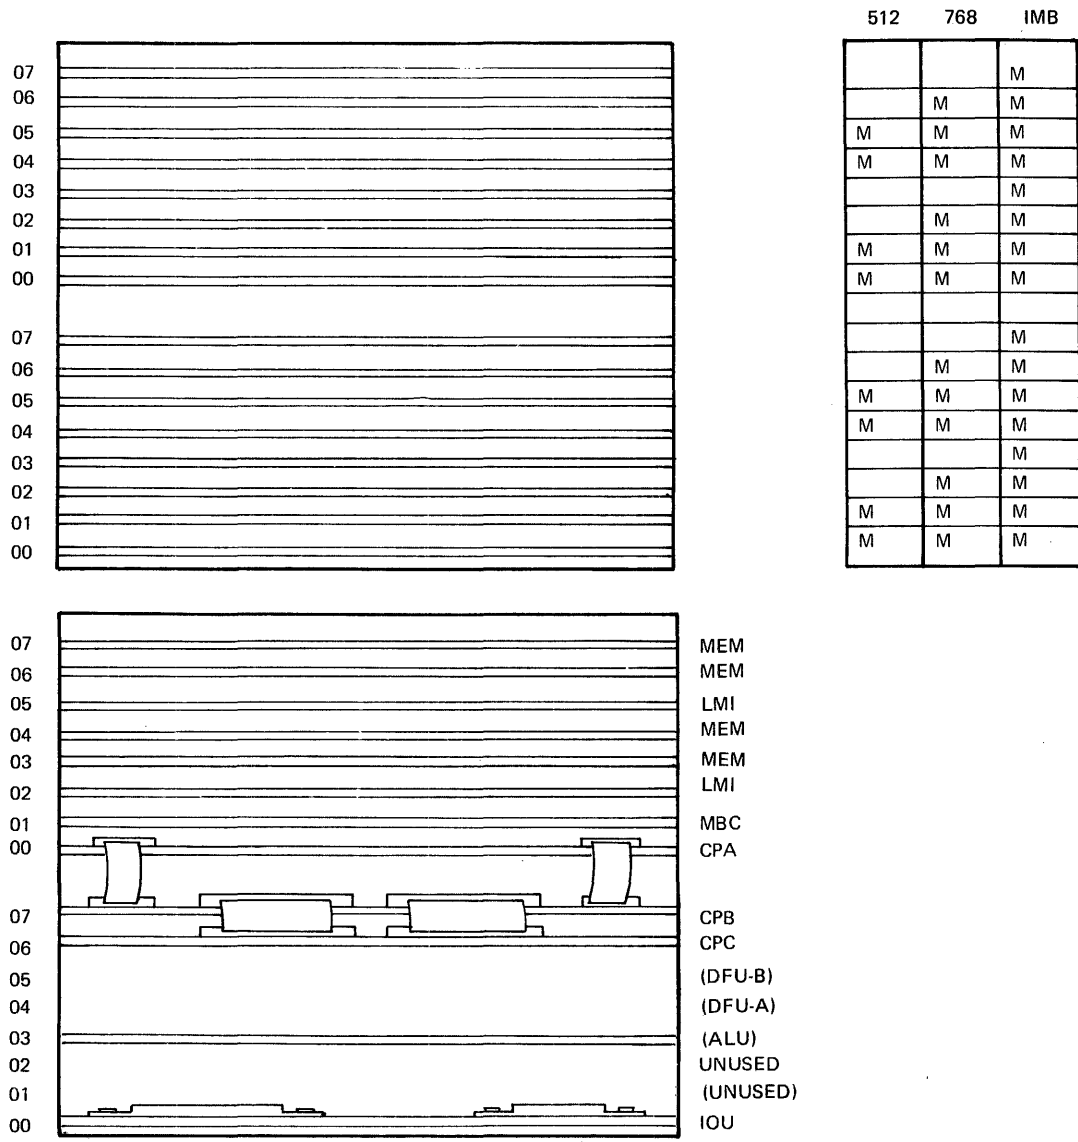 512 768 IMB
07 M
06 M M
05 M M M
04 M M M
03 M
02 M M
01 M M M
00 M M M
07 M
06 M M
05 M M M
04 M M M
03 M
02 M M
01 M M M
00 M M M
07 MEM
06 MEM
05 LMI
04 MEM
03 MEM
02 LMI
01 MBC
00 CPA
07 CPB
06 CPC
05 (DFU-B)
04 (DFU-A)
03 (ALU)
02 UNUSED
01 (UNUSED)
00 IOU